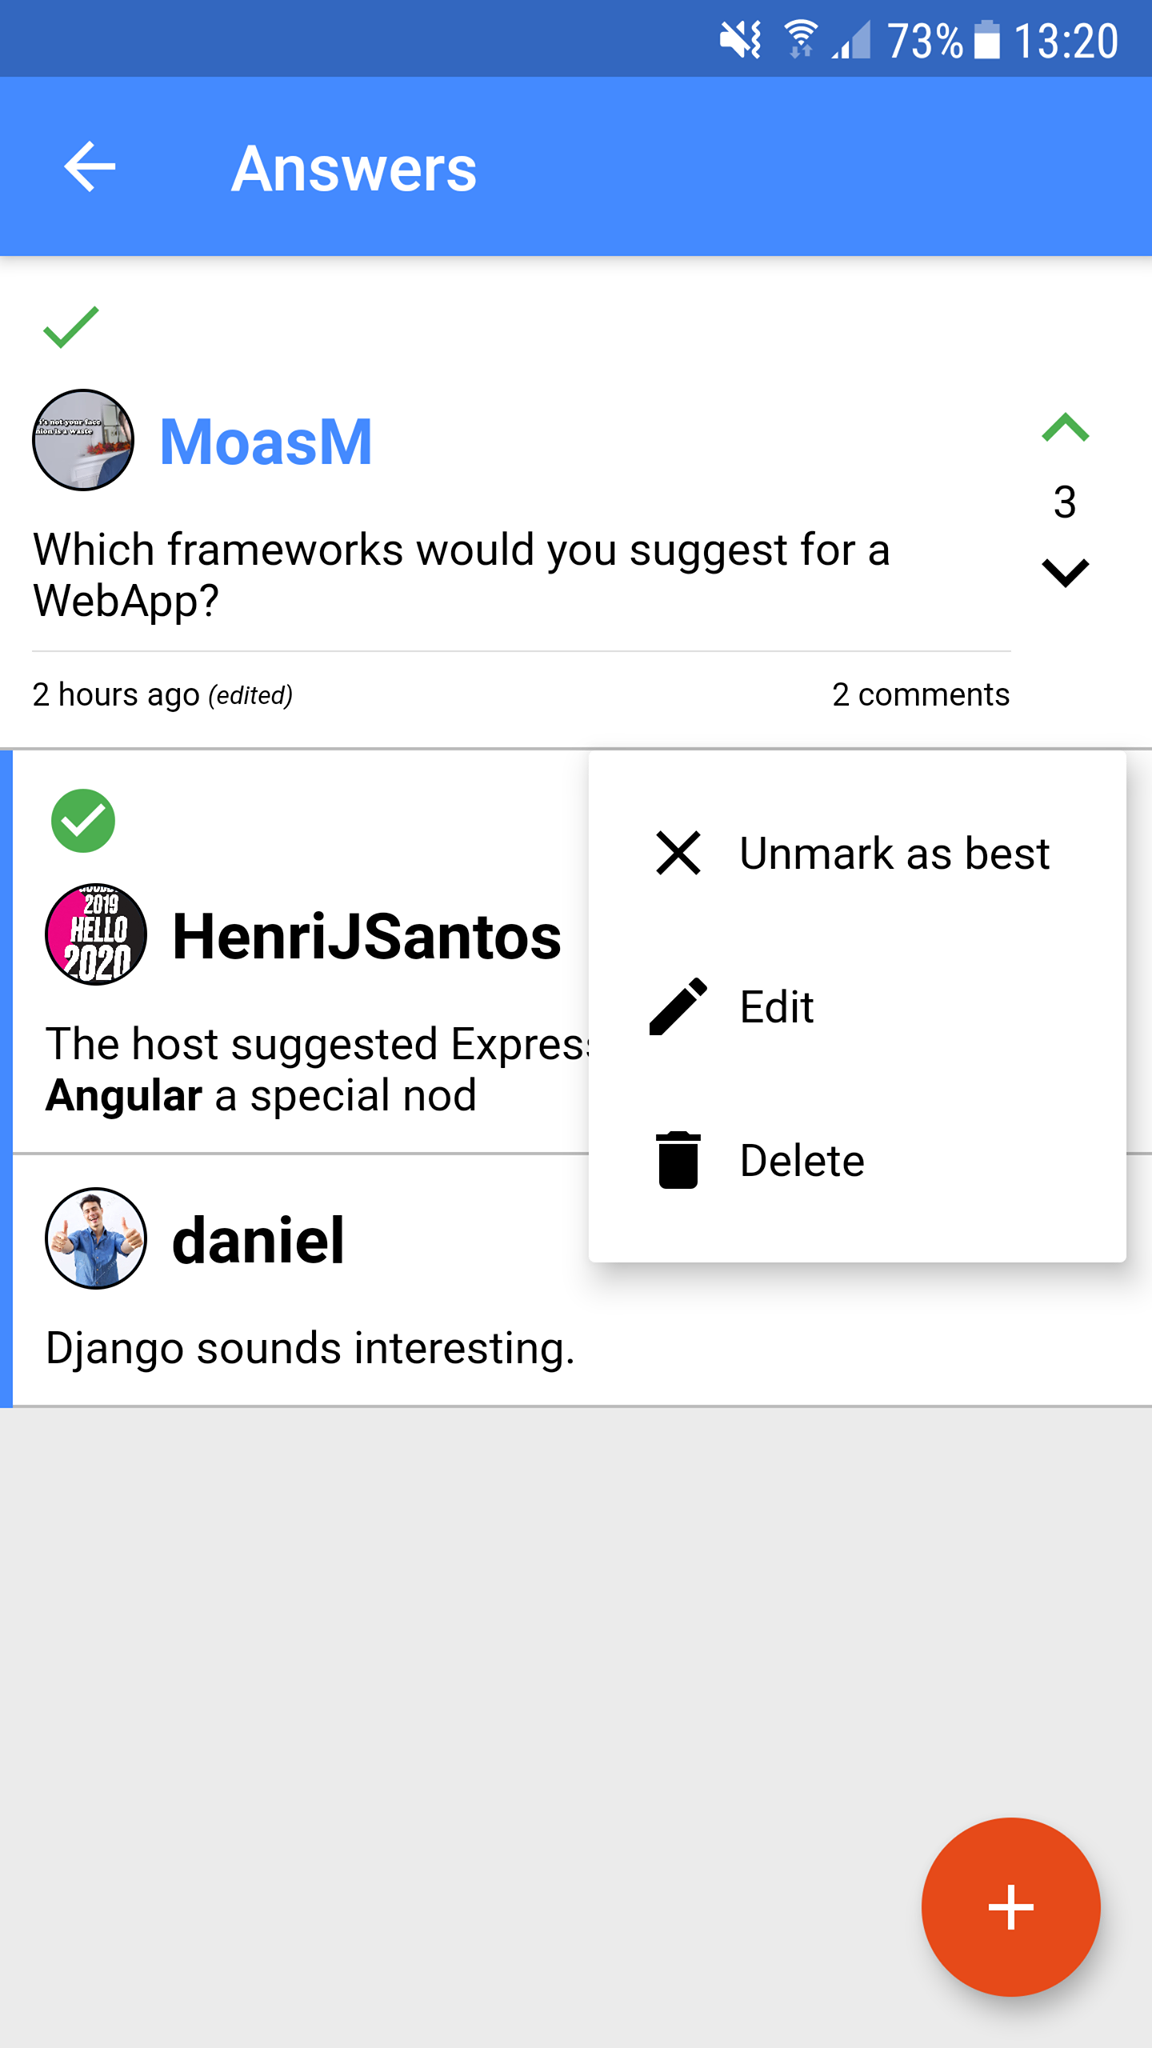 73% 13:20
Answers
MoasM
3
Which frameworks would you suggest for a
WebApp?
2 hours ago (edited) 2 comments
Unmark as best
2019
HELLO
2020
HenriJSantos
Edit
The host suggested Express
Angular a special nod
Delete
daniel
Django sounds interesting.